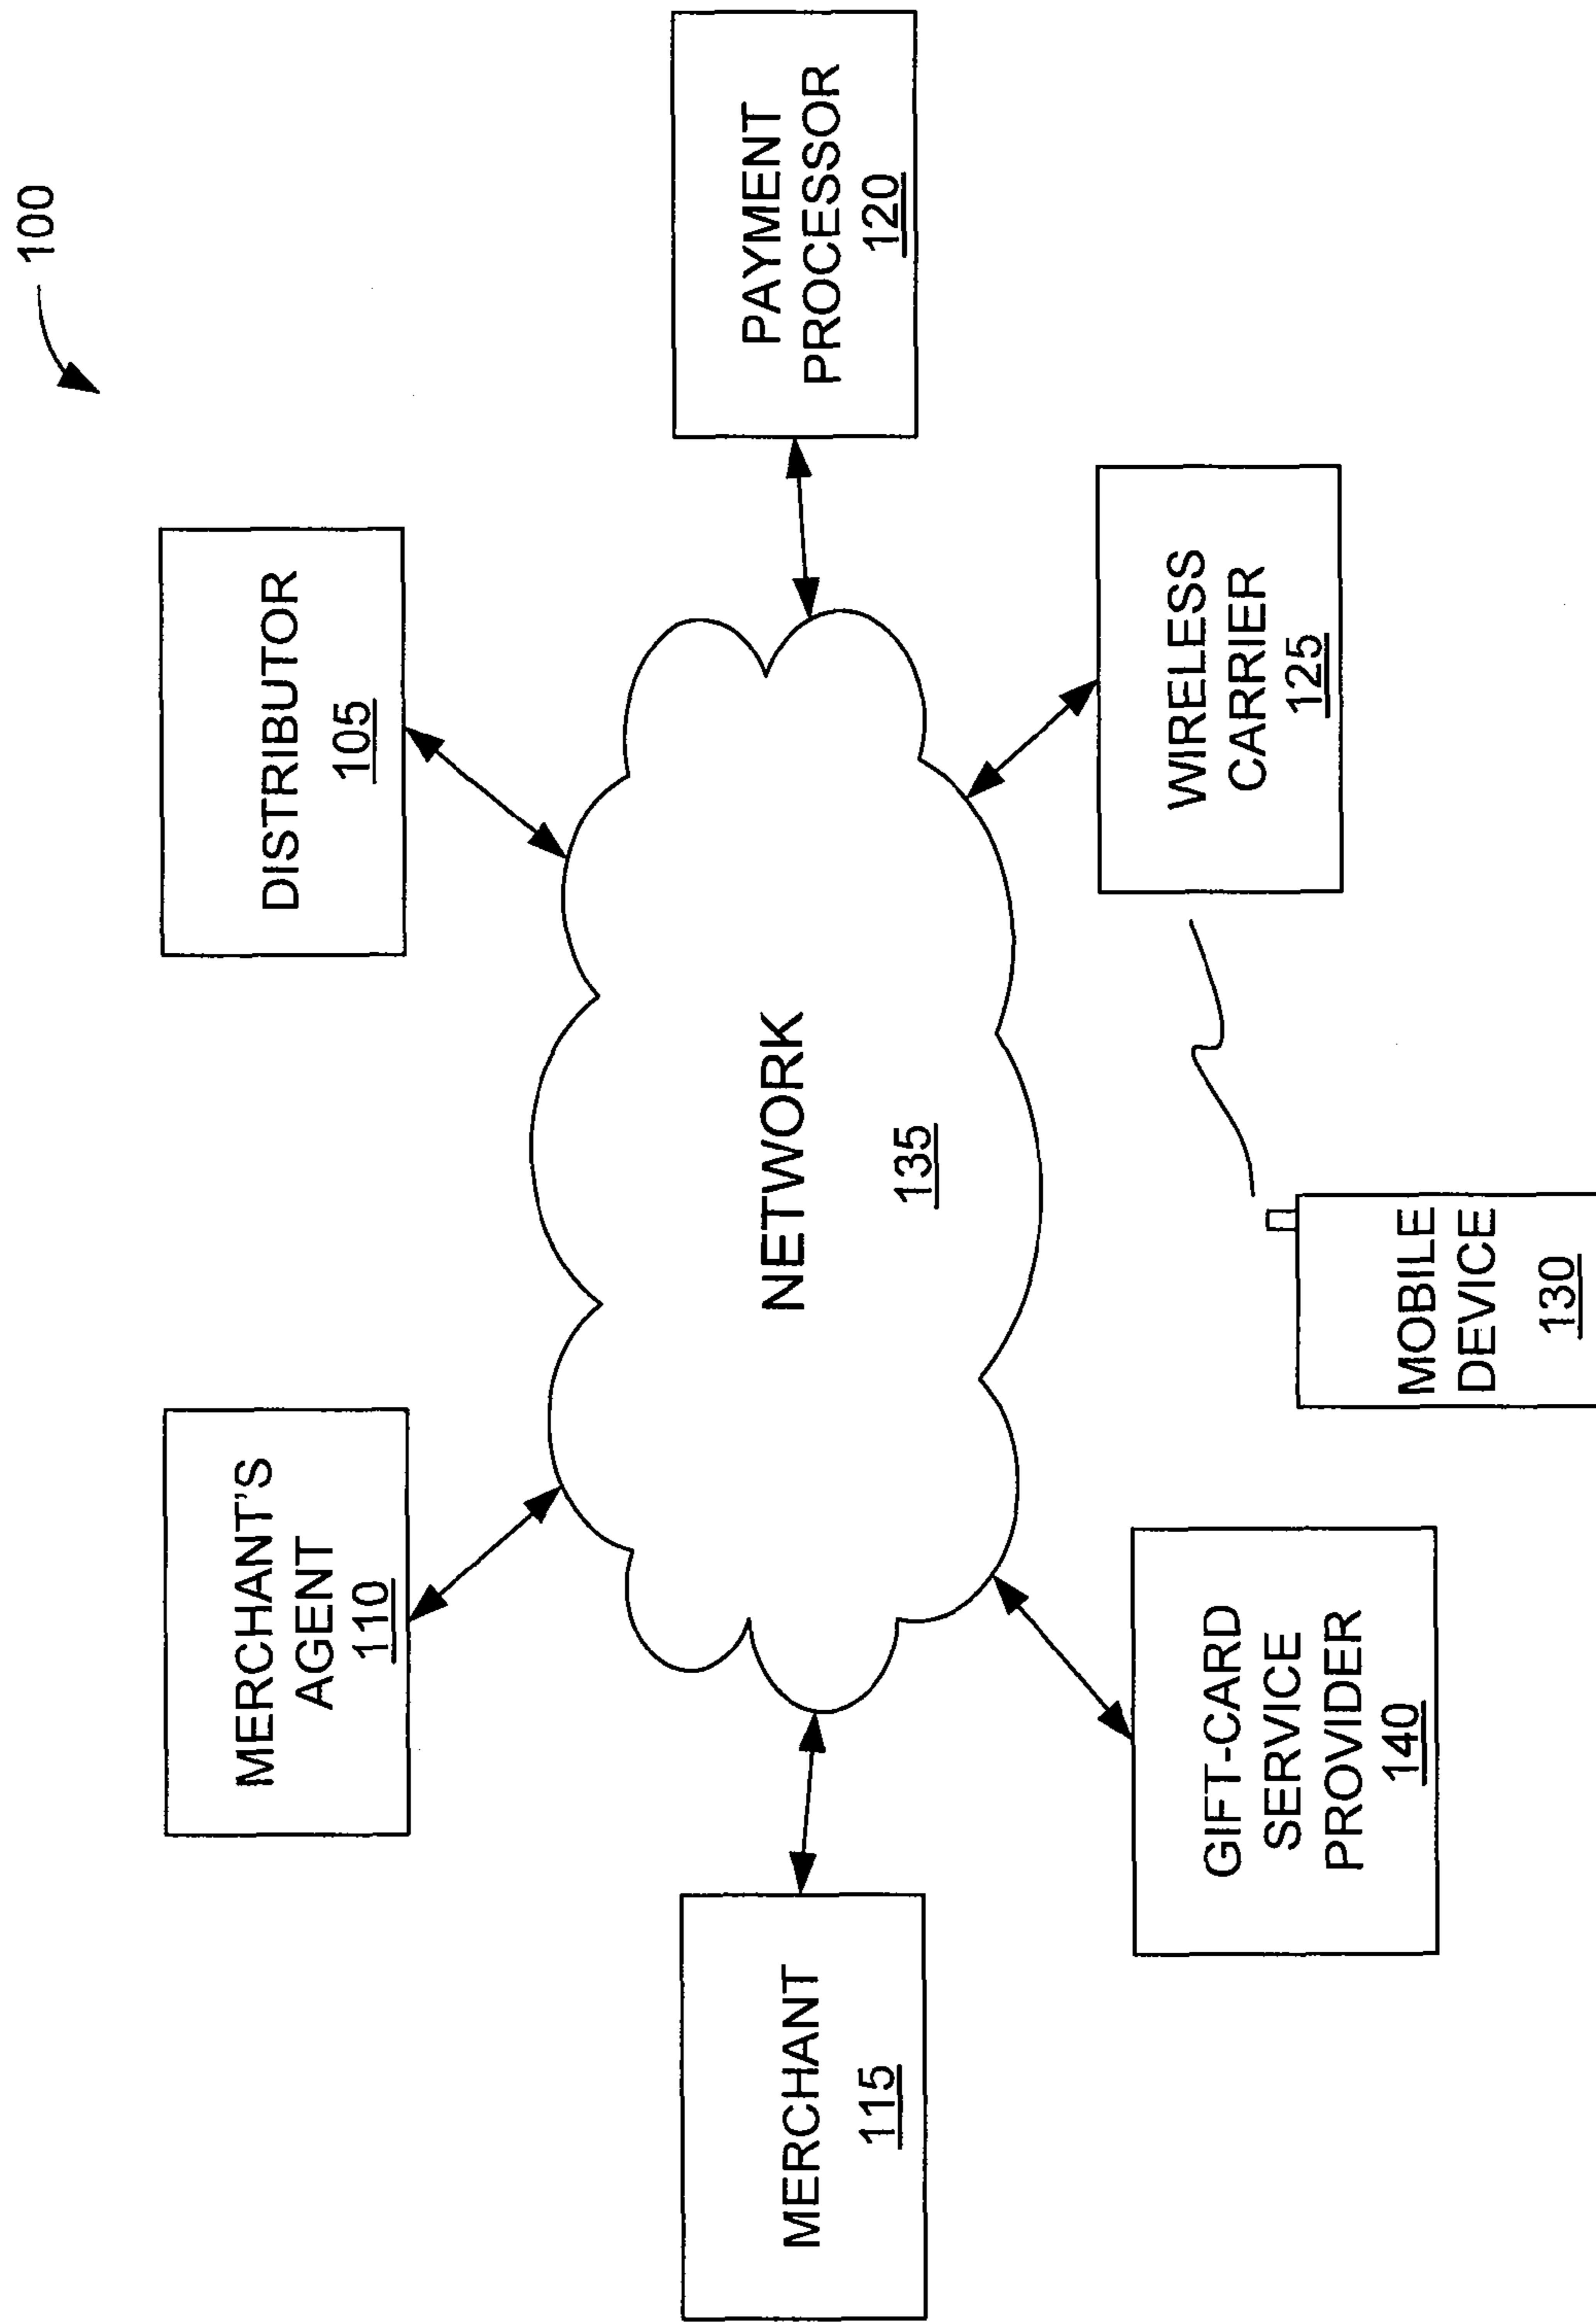 100
MERCHANT'S
AGENT
110
DISTRIBUTOR
105
MERCHANT
115
NETWORK
135
PAYMENT
PROCESSOR
120
GIFT-CARD
SERVICE
PROVIDER
140
MOBILE
DEVICE
130
WIRELESS
CARRIER
125